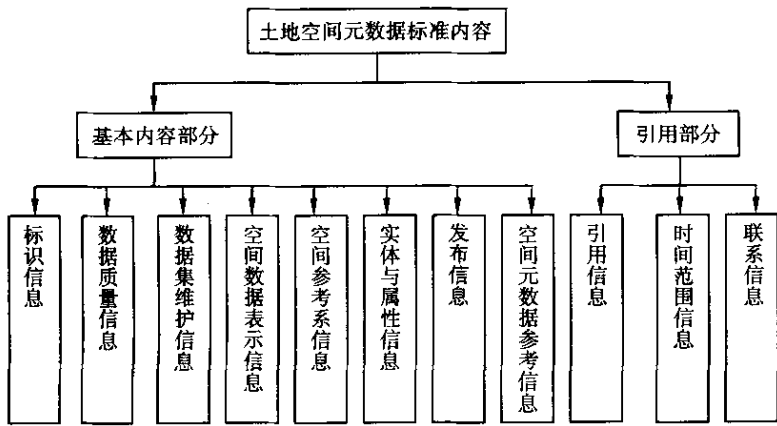 土地空间元数据标准内容
基本内容部分
引用部分
标识信息
数据质量信息
数据集维护信息
空间数据表示信息
空间参考系信息
实体与属性信息
发布信息
空间元数据参考信息
引用信息
时间范围信息
联系信息